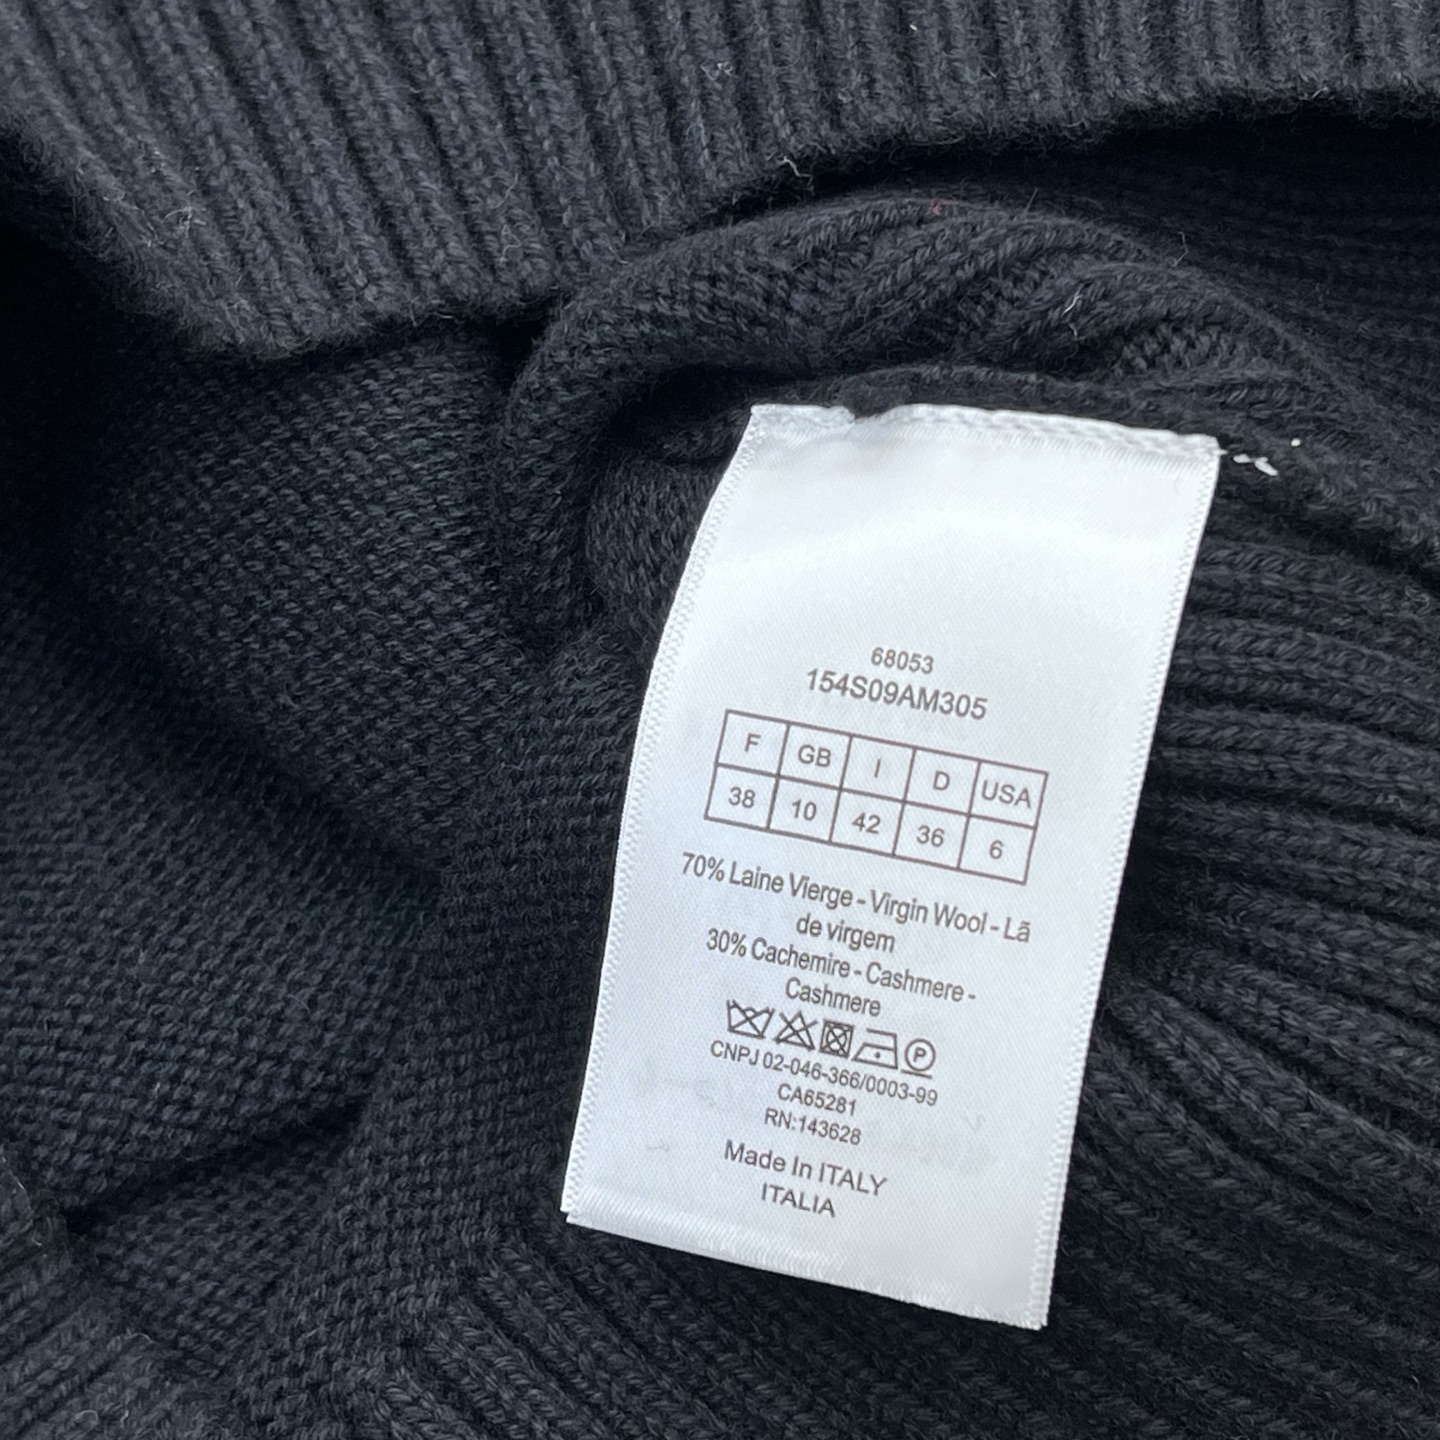 68053
154S09AM305
F GB I D USA
38 10 42 36 6
70% Laine Vierge - Virgin Wool - Lã
de virgem
30% Cachemire - Cashmere -
Cashmere
P
CNPJ 02-046-366/0003-99
CA65281
RN:143628
Made In ITALY
ITALIA